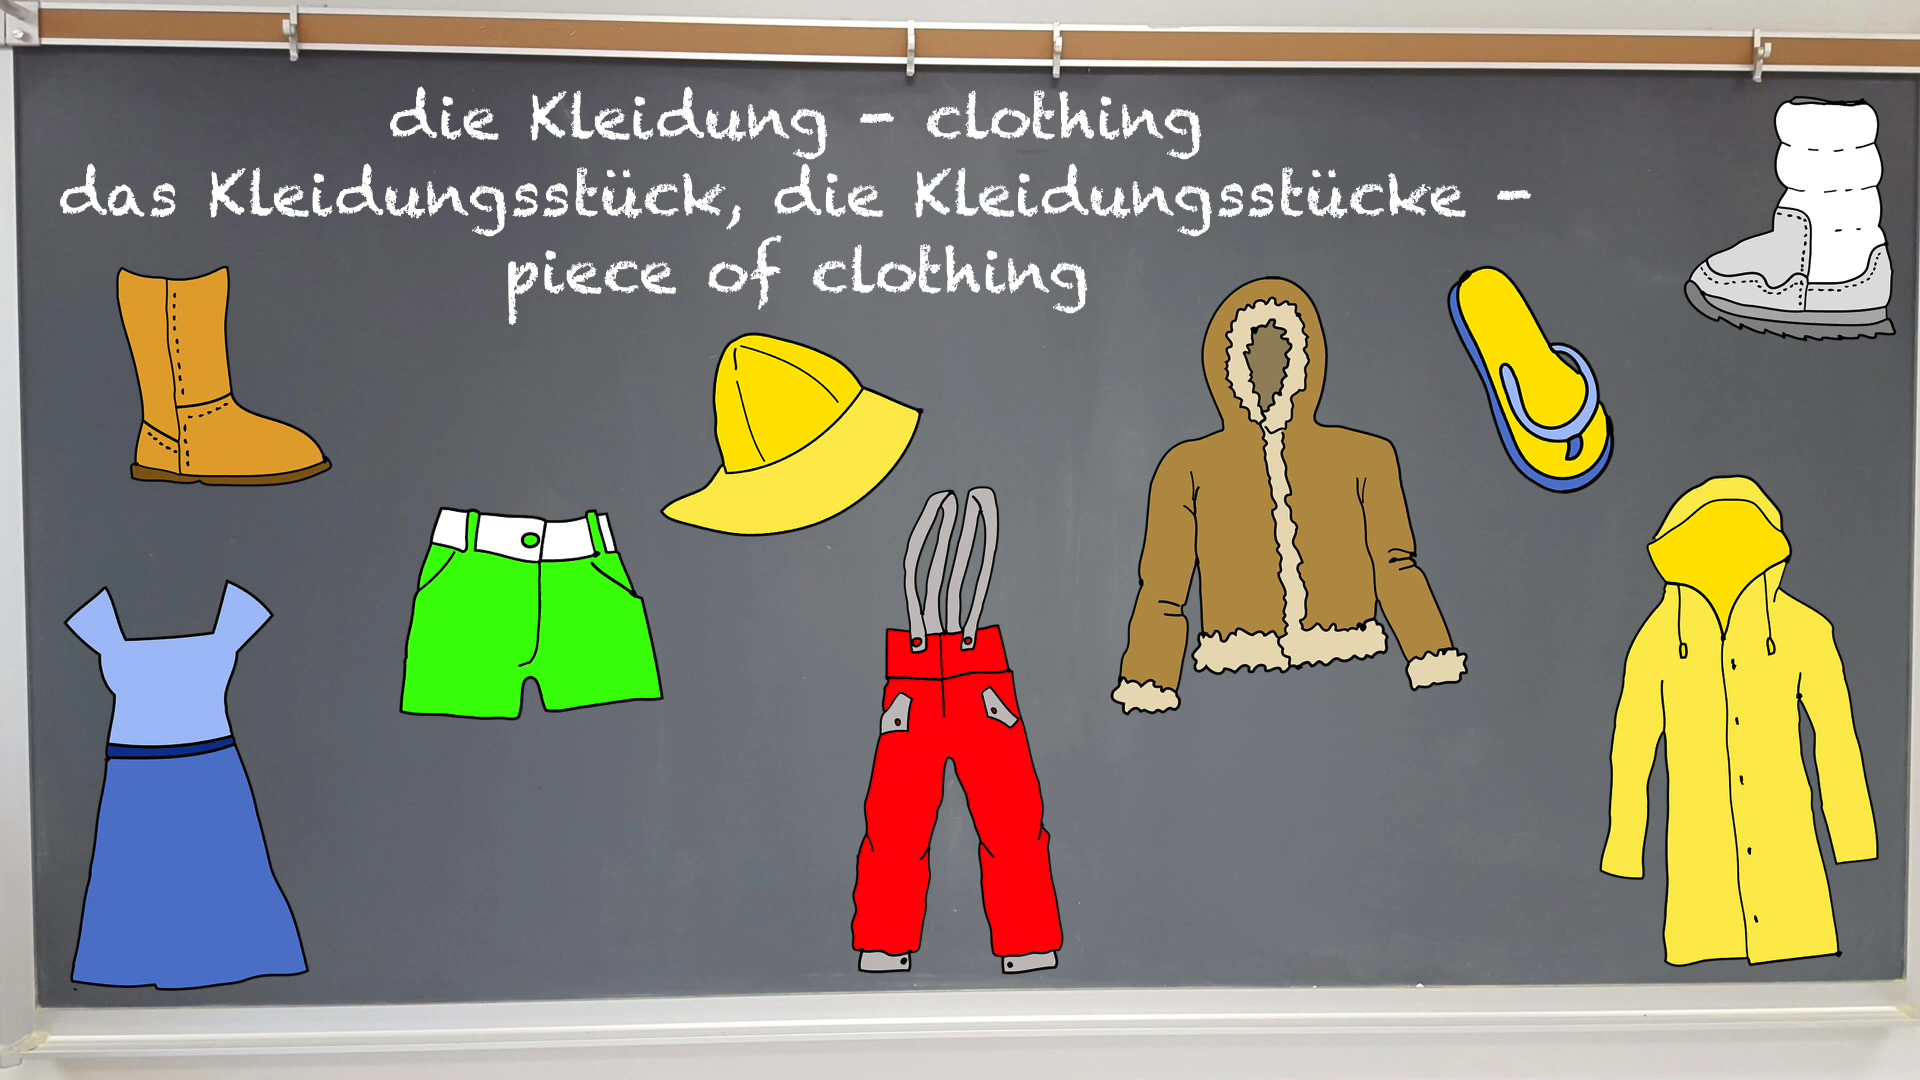 die Kleidung - clothing
das Kleidungsstück, die Kleidungsstücke -
piece of clothing